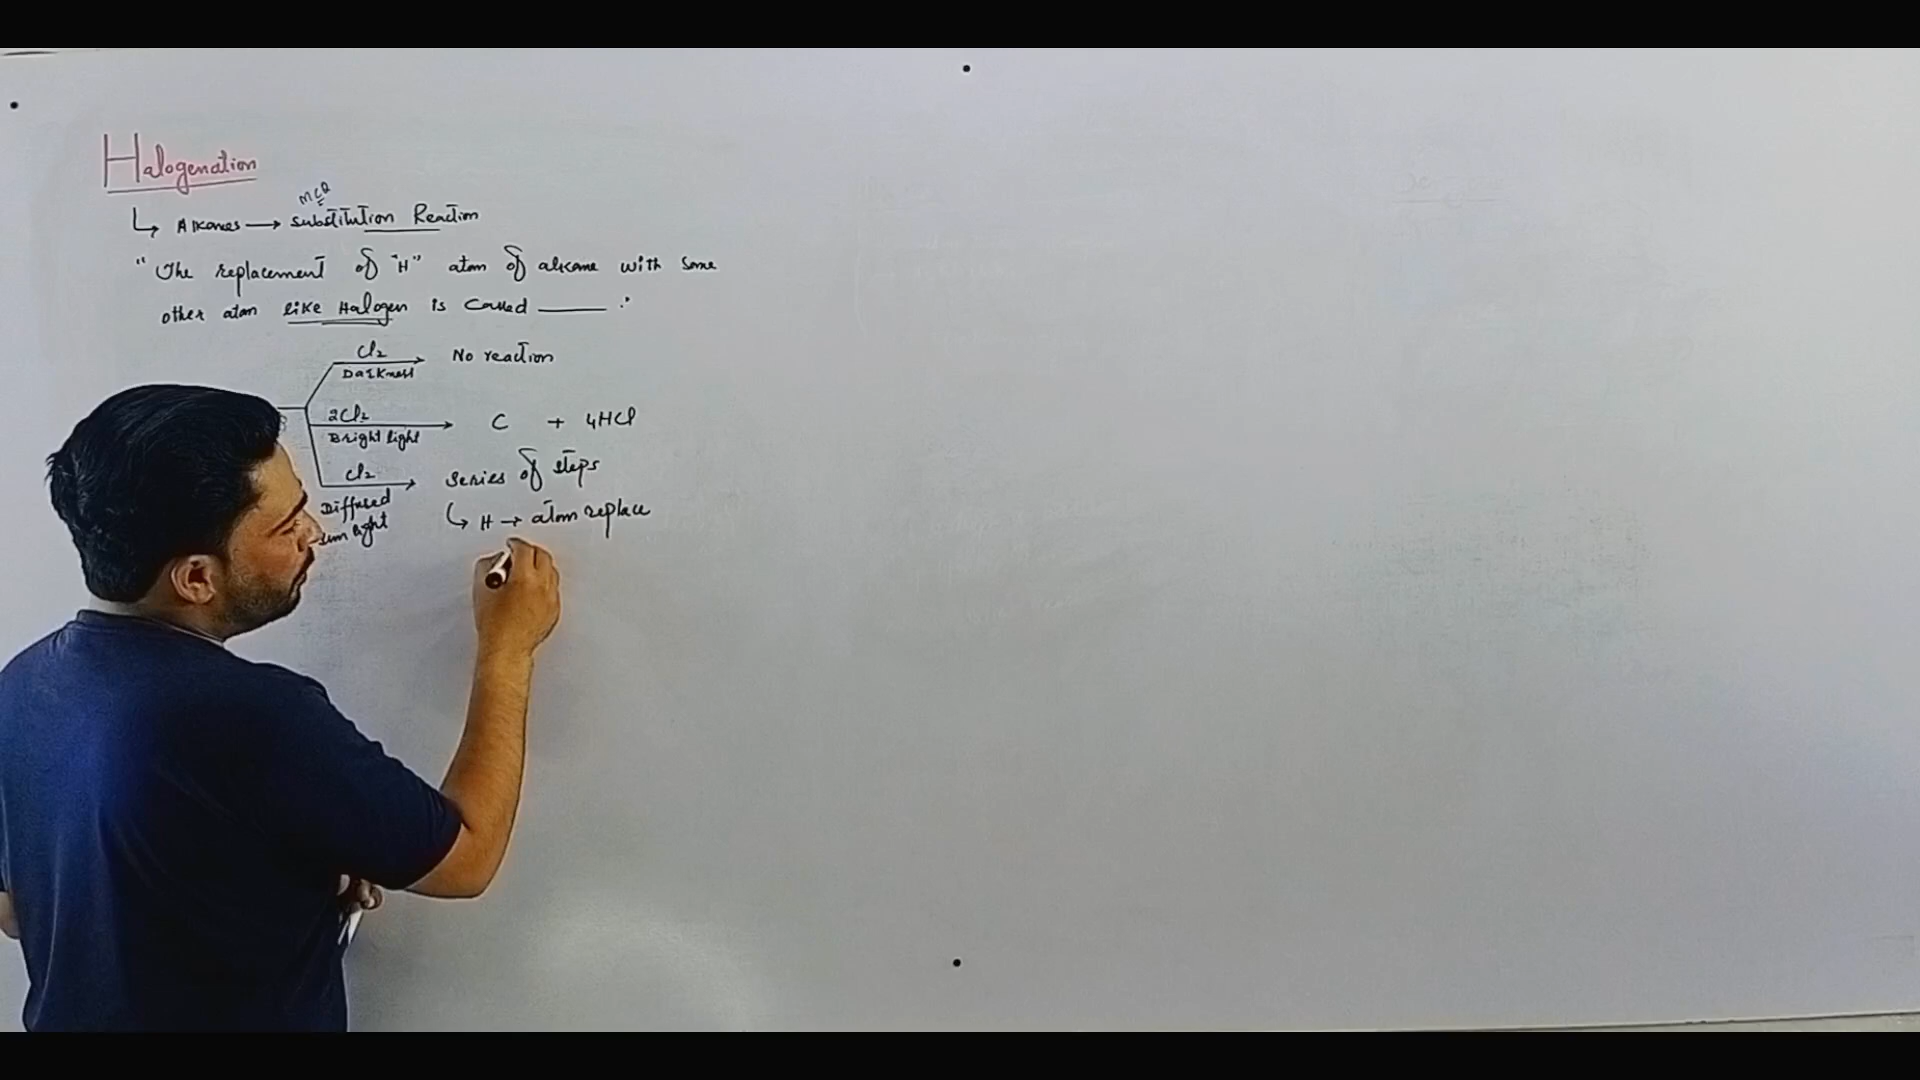 Halogenation
MCQ
↳ Alkanes → Substitution Reaction
"The replacement of "H" atom of alkane with some
other atom like Halogen is called ——— ."
Cl₂
Darkness
No reaction
2Cl₂
Bright light
C + 4HCl
Cl₂
Diffused
sun light
Series of steps
↳ H → atom replace